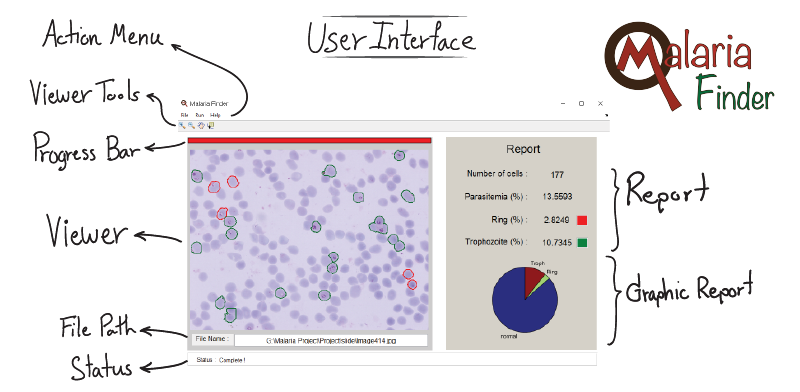 User Interface
Malaria
Finder
Action Menu
Viewer Tools
Progress Bar
Viewer
File Path
Status
Malaria Finder
File Run Help
Report
Number of cells : 177
Parasitemia (%) : 13.5593
Ring (%) : 2.8249
Trophozoite (%) : 10.7345
Troph
Ring
normal
File Name : G:\Malaria Project\Project\slide\image414.jpg
Status : Complete !
Report
Graphic Report